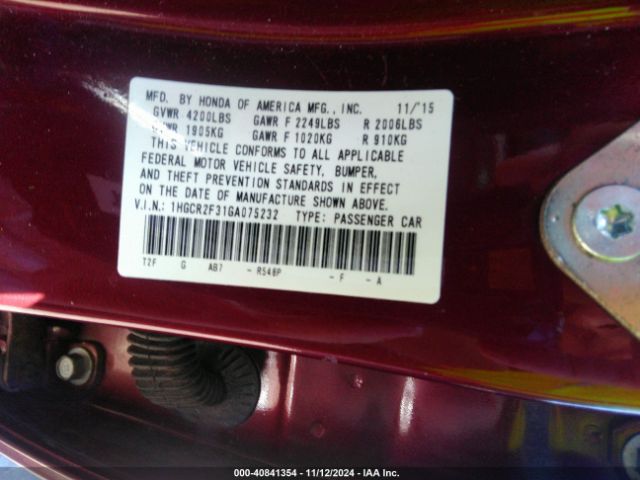 MFD. BY HONDA OF AMERICA MFG., INC. 11/'15
GVWR 4200LBS GAWR F 2249LBS R 2006LBS
GVWR 1905KG GAWR F 1020KG R 910KG
THIS VEHICLE CONFORMS TO ALL APPLICABLE
FEDERAL MOTOR VEHICLE SAFETY, BUMPER,
AND THEFT PREVENTION STANDARDS IN EFFECT
ON THE DATE OF MANUFACTURE SHOWN ABOVE.
V.I.N.: 1HGCR2F31GA075232 TYPE: PASSENGER CAR
T2F G AB7 - R548P - F - A
000-40841354 - 11/12/2024 - IAA Inc.